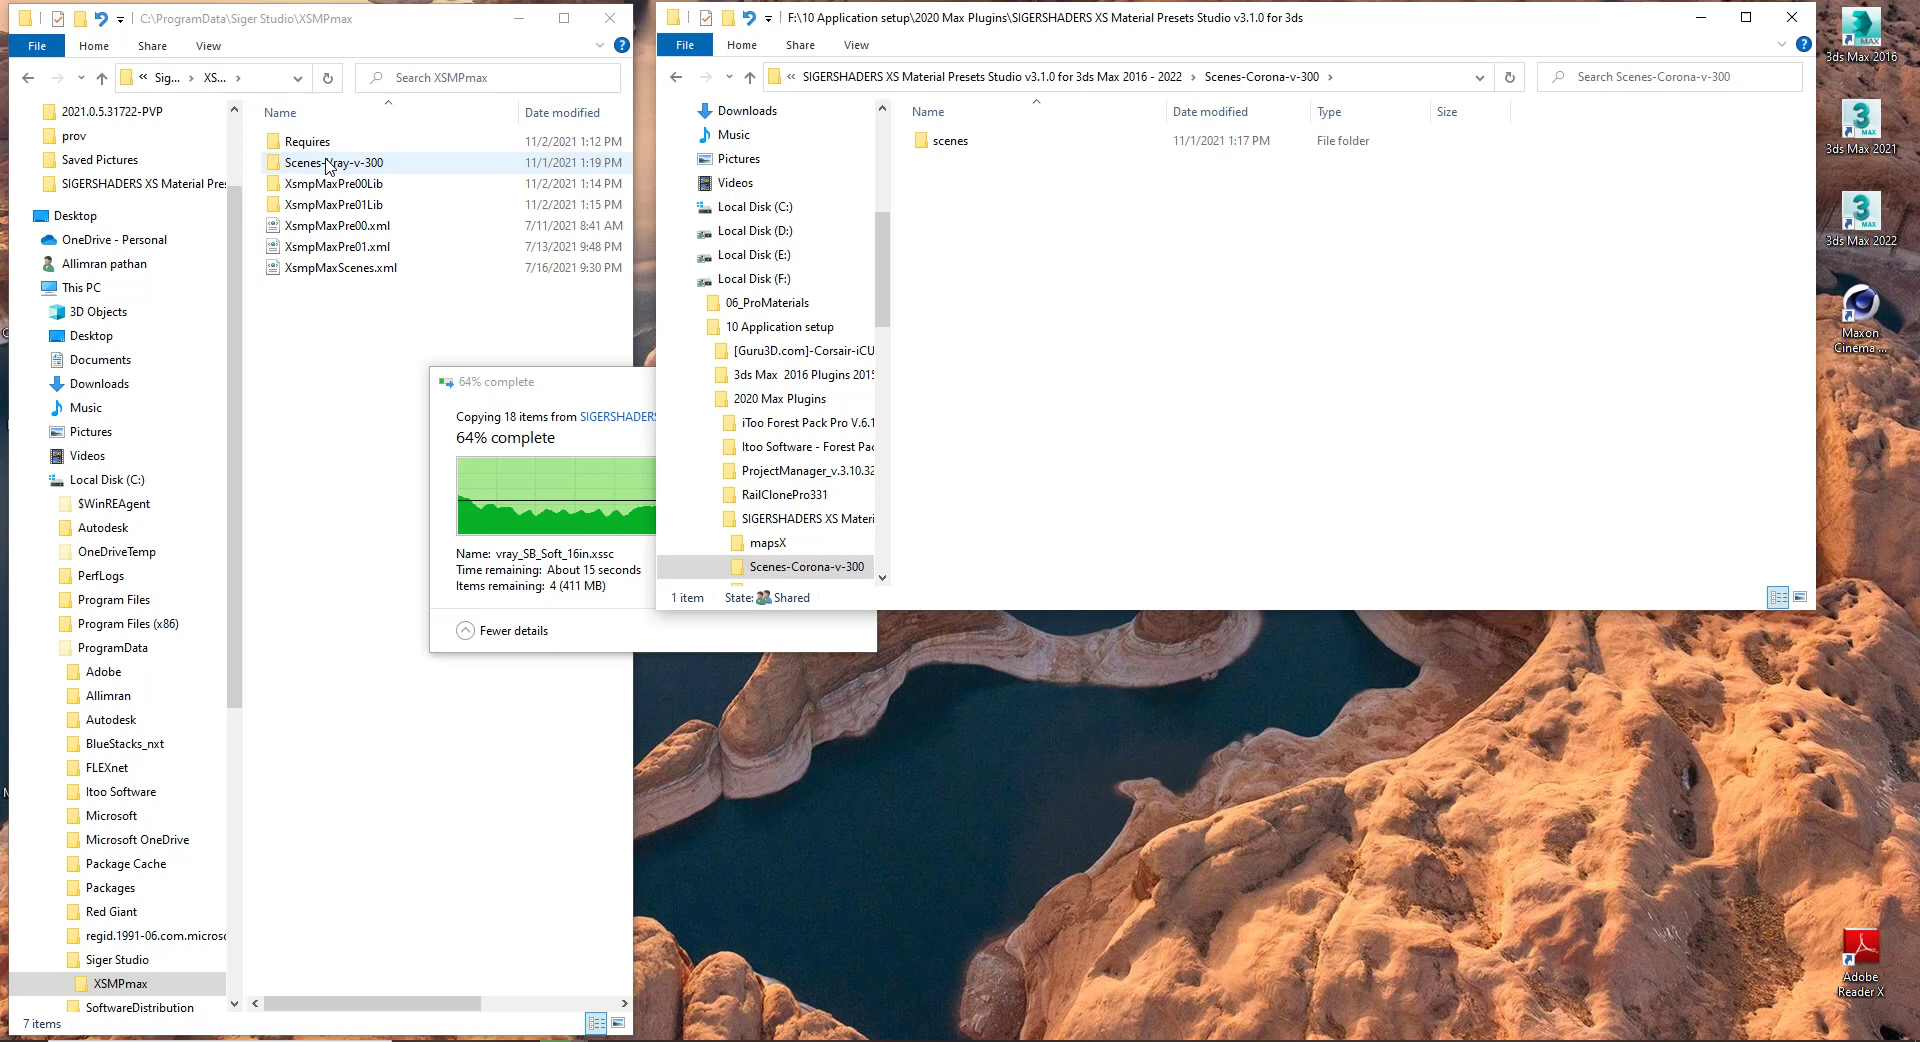 C:\ProgramData\Siger Studio\XSMPmax
File Home Share View
« Sig... › XS... ›
Search XSMPmax
2021.0.5.31722-PVP
prov
Saved Pictures
SIGERSHADERS XS Material Pre
Desktop
OneDrive - Personal
Allimran pathan
This PC
3D Objects
Desktop
Documents
Downloads
Music
Pictures
Videos
Local Disk (C:)
$WinREAgent
Autodesk
OneDriveTemp
PerfLogs
Program Files
Program Files (x86)
ProgramData
Adobe
Allimran
Autodesk
BlueStacks_nxt
FLEXnet
Itoo Software
Microsoft
Microsoft OneDrive
Package Cache
Packages
Red Giant
regid.1991-06.com.micros
Siger Studio
XSMPmax
SoftwareDistribution
7 items
Name Date modified
Requires 11/2/2021 1:12 PM
Scenes-Vray-v-300 11/1/2021 1:19 PM
XsmpMaxPre00Lib 11/2/2021 1:14 PM
XsmpMaxPre01Lib 11/2/2021 1:15 PM
XsmpMaxPre00.xml 7/11/2021 8:41 AM
XsmpMaxPre01.xml 7/13/2021 9:48 PM
XsmpMaxScenes.xml 7/16/2021 9:30 PM
64% complete
Copying 18 items from SIGERSHADERS
64% complete
Name: vray_SB_Soft_16in.xssc
Time remaining: About 15 seconds
Items remaining: 4 (411 MB)
Fewer details
F:\10 Application setup\2020 Max Plugins\SIGERSHADERS XS Material Presets Studio v3.1.0 for 3ds
File Home Share View
« SIGERSHADERS XS Material Presets Studio v3.1.0 for 3ds Max 2016 - 2022 › Scenes-Corona-v-300 ›
Search Scenes-Corona-v-300
Downloads
Music
Pictures
Videos
Local Disk (C:)
Local Disk (D:)
Local Disk (E:)
Local Disk (F:)
06_ProMaterials
10 Application setup
[Guru3D.com]-Corsair-iCU
3ds Max 2016 Plugins 2015
2020 Max Plugins
iToo Forest Pack Pro V.6.1
Itoo Software - Forest Pac
ProjectManager_v.3.10.32
RailClonePro331
SIGERSHADERS XS Materi
mapsX
Scenes-Corona-v-300
1 item State: Shared
Name Date modified Type Size
scenes 11/1/2021 1:17 PM File folder
3ds Max 2016
3ds Max 2021
3ds Max 2022
Maxon
Cinema ...
Adobe
Reader X